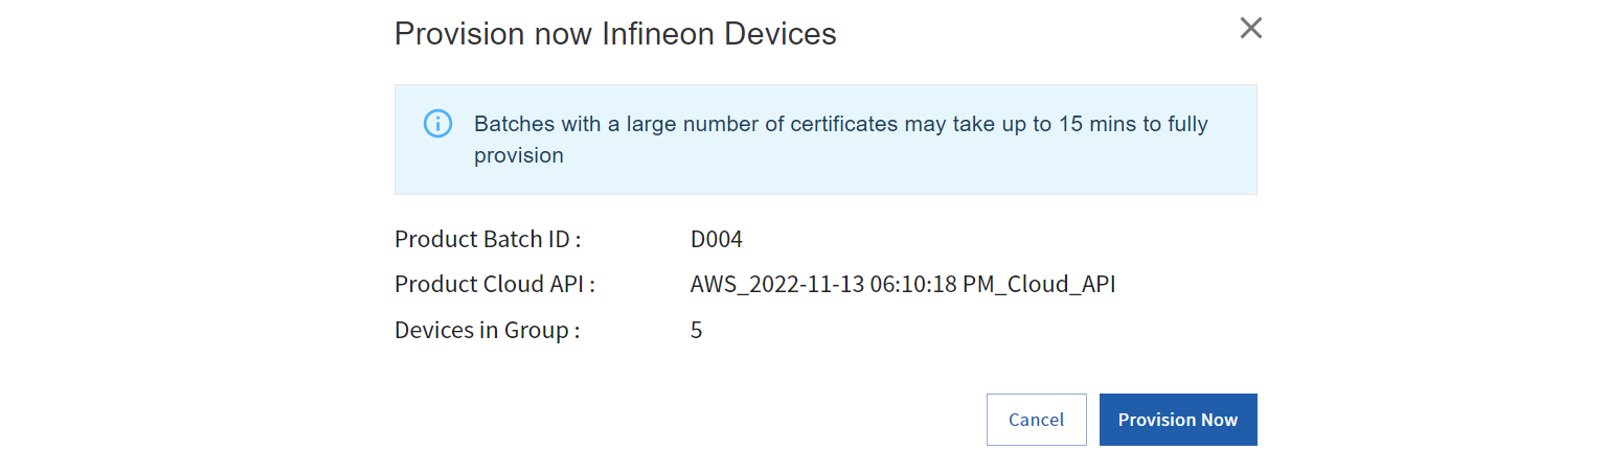 Provision now Infineon Devices
Batches with a large number of certificates may take up to 15 mins to fully
provision
Product Batch ID : D004
Product Cloud API : AWS_2022-11-13 06:10:18 PM_Cloud_API
Devices in Group : 5
Cancel Provision Now